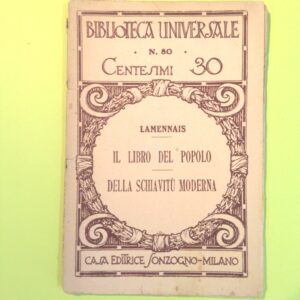 BIBLIOTECA UNIVERSALE
N. 80
CENTESIMI 30
LAMENNAIS
IL LIBRO DEL POPOLO
DELLA SCHIAVITÙ MODERNA
CASA EDITRICE SONZOGNO-MILANO